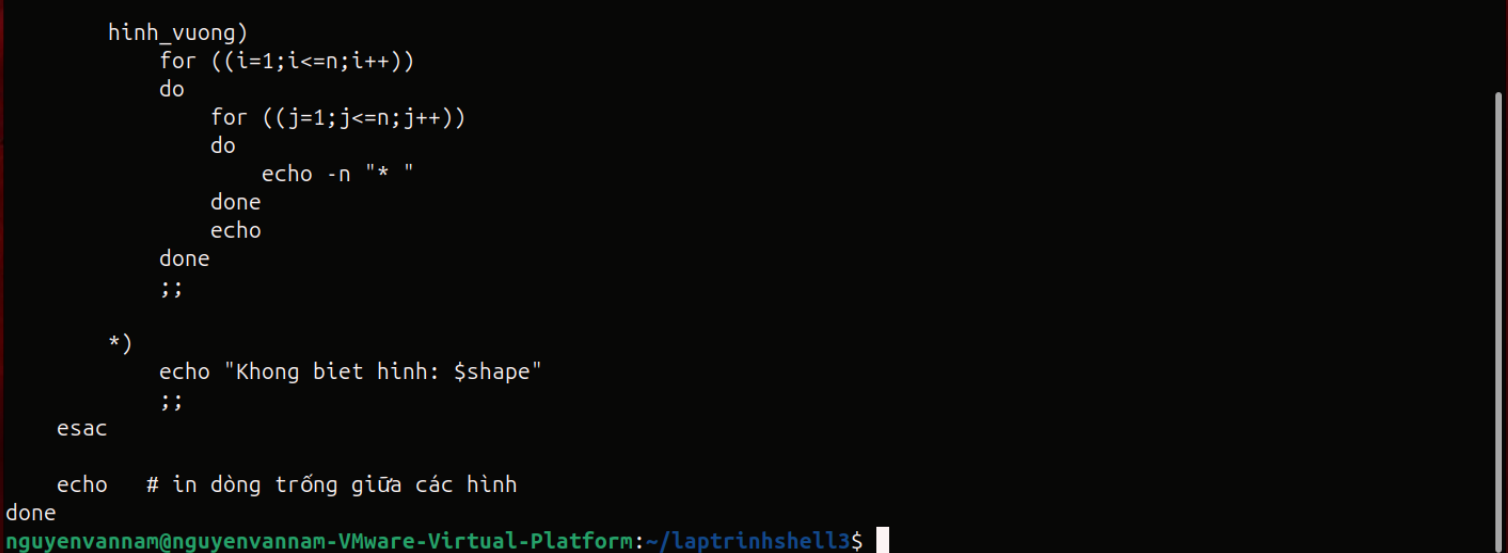 hinh_vuong)
for ((i=1;i<=n;i++))
do
for ((j=1;j<=n;j++))
do
echo -n "* "
done
echo
done
;;
*)
echo "Khong biet hinh: $shape"
;;
esac
echo   # in dòng trống giữa các hình
done
nguyenvannam@nguyenvannam-VMware-Virtual-Platform:~/laptrinhshell3$